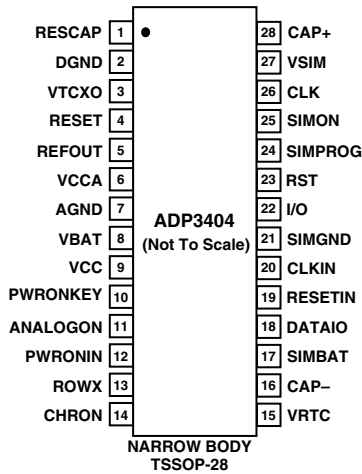 RESCAP 1 28 CAP+
DGND 2 27 VSIM
VTCXO 3 26 CLK
RESET 4 25 SIMON
REFOUT 5 24 SIMPROG
VCCA 6 23 RST
AGND 7 22 I/O
VBAT 8 21 SIMGND
VCC 9 20 CLKIN
PWRONKEY 10 19 RESETIN
ANALOGON 11 18 DATAIO
PWRONIN 12 17 SIMBAT
ROWX 13 16 CAP–
CHRON 14 15 VRTC
ADP3404
(Not To Scale)
NARROW BODY
TSSOP-28